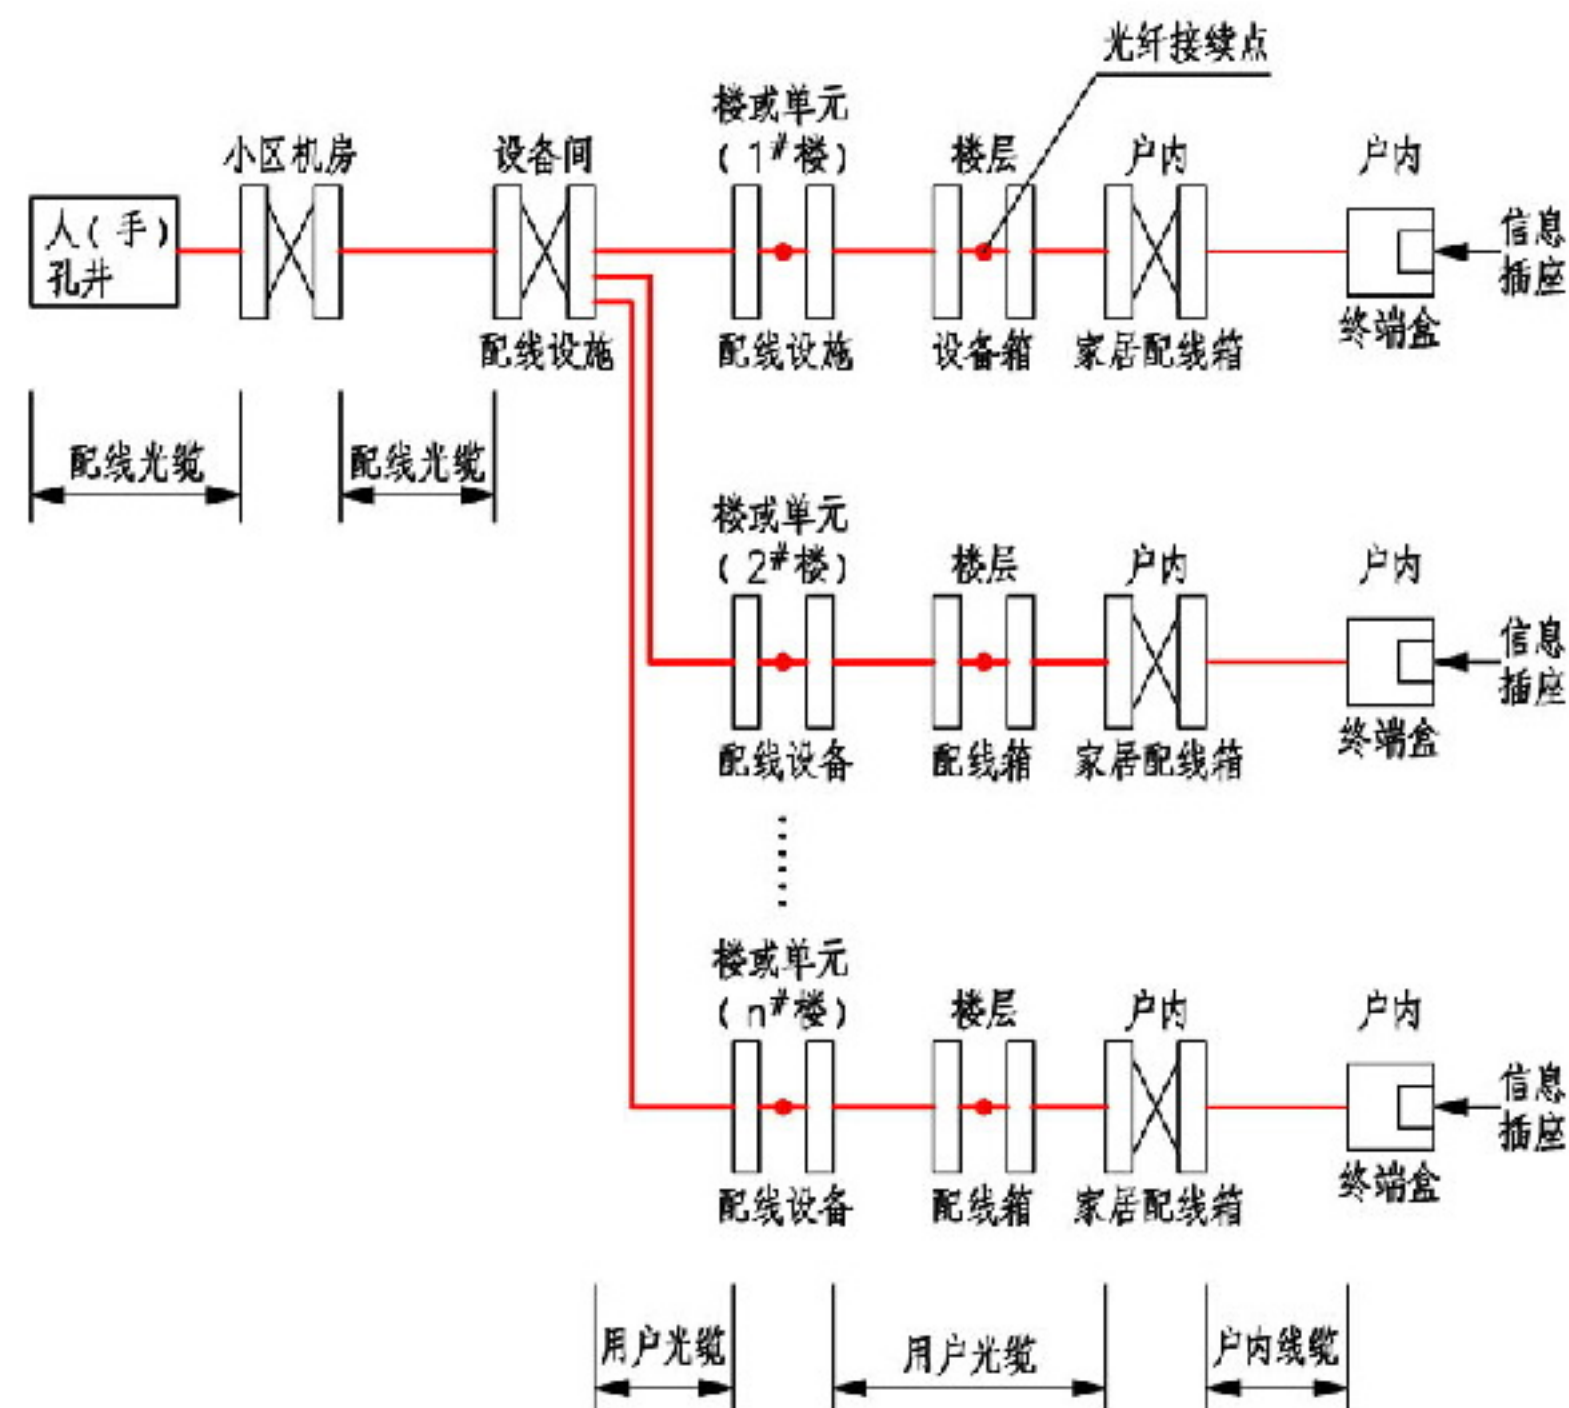 光纤接续点
小区机房
设备间
楼或单元
(1#楼)
楼层
户内
户内
人(手)
孔井
信息
插座
配线设施
配线设施
设备箱
家居配线箱
终端盒
配线光缆
配线光缆
楼或单元
(2#楼)
楼层
户内
户内
信息
插座
配线设备
配线箱
家居配线箱
终端盒
楼或单元
(n#楼)
楼层
户内
户内
信息
插座
配线设备
配线箱
家居配线箱
终端盒
用户光缆
用户光缆
户内线缆